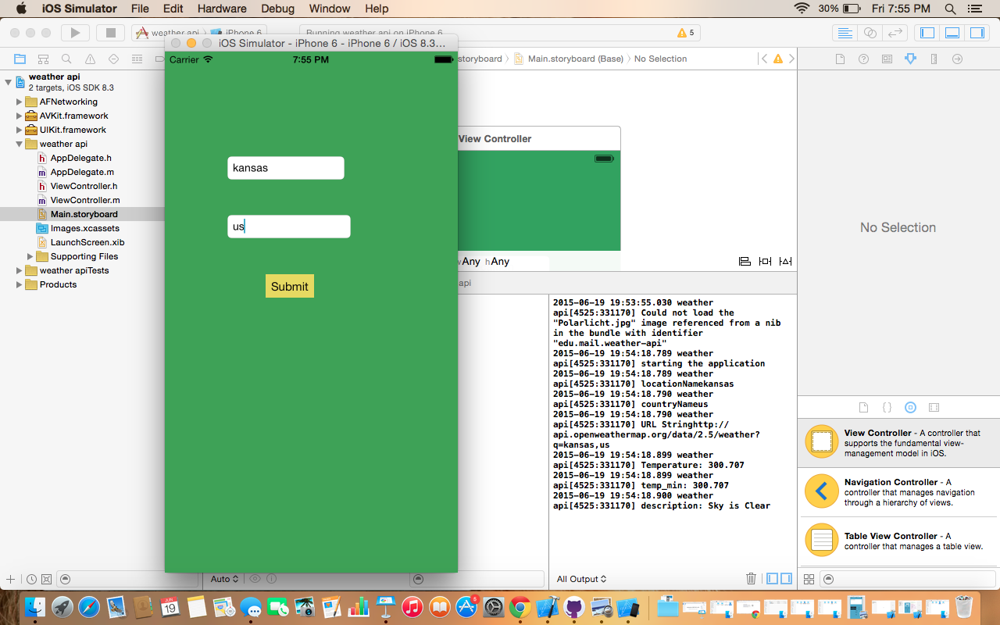 iOS Simulator File Edit Hardware Debug Window Help 30% Fri 7:55 PM
weather api iPhone 6 Running weather api on iPhone 6 5
iOS Simulator - iPhone 6 - iPhone 6 / iOS 8.3...
storyboard Main.storyboard (Base) No Selection
Carrier 7:55 PM
weather api
2 targets, iOS SDK 8.3
AFNetworking
AVKit.framework
UIKit.framework
weather api
AppDelegate.h
AppDelegate.m
ViewController.h
ViewController.m
Main.storyboard
Images.xcassets
LaunchScreen.xib
Supporting Files
weather apiTests
Products
kansas
us
Submit
View Controller
Any hAny
api
2015-06-19 19:53:55.030 weather
api[4525:331170] Could not load the
"Polarlicht.jpg" image referenced from a nib
in the bundle with identifier
"edu.mail.weather-api"
2015-06-19 19:54:18.789 weather
api[4525:331170] starting the application
2015-06-19 19:54:18.789 weather
api[4525:331170] locationNamekansas
2015-06-19 19:54:18.790 weather
api[4525:331170] countryNameus
2015-06-19 19:54:18.790 weather
api[4525:331170] URL Stringhttp://
api.openweathermap.org/data/2.5/weather?
q=kansas,us
2015-06-19 19:54:18.899 weather
api[4525:331170] Temperature: 300.707
2015-06-19 19:54:18.899 weather
api[4525:331170] temp_min: 300.707
2015-06-19 19:54:18.900 weather
api[4525:331170] description: Sky is Clear
Auto
All Output
No Selection
View Controller - A controller that
supports the fundamental view-
management model in iOS.
Navigation Controller - A
controller that manages navigation
through a hierarchy of views.
Table View Controller - A
controller that manages a table view.
JUN
19
5